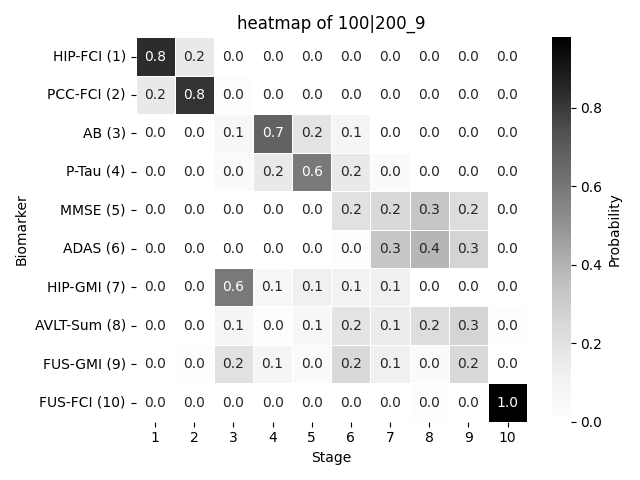 heatmap of 100|200_9
HIP-FCI (1) 0.8 0.2 0.0 0.0 0.0 0.0 0.0 0.0 0.0 0.0
PCC-FCI (2) 0.2 0.8 0.0 0.0 0.0 0.0 0.0 0.0 0.0 0.0
AB (3) 0.0 0.0 0.1 0.7 0.2 0.1 0.0 0.0 0.0 0.0
P-Tau (4) 0.0 0.0 0.0 0.2 0.6 0.2 0.0 0.0 0.0 0.0
MMSE (5) 0.0 0.0 0.0 0.0 0.0 0.2 0.2 0.3 0.2 0.0
ADAS (6) 0.0 0.0 0.0 0.0 0.0 0.0 0.3 0.4 0.3 0.0
HIP-GMI (7) 0.0 0.0 0.6 0.1 0.1 0.1 0.1 0.0 0.0 0.0
AVLT-Sum (8) 0.0 0.0 0.1 0.0 0.1 0.2 0.1 0.2 0.3 0.0
FUS-GMI (9) 0.0 0.0 0.2 0.1 0.0 0.2 0.1 0.0 0.2 0.0
FUS-FCI (10) 0.0 0.0 0.0 0.0 0.0 0.0 0.0 0.0 0.0 1.0
1 2 3 4 5 6 7 8 9 10
Stage
Biomarker
0.8
0.6
0.4
0.2
0.0
Probability